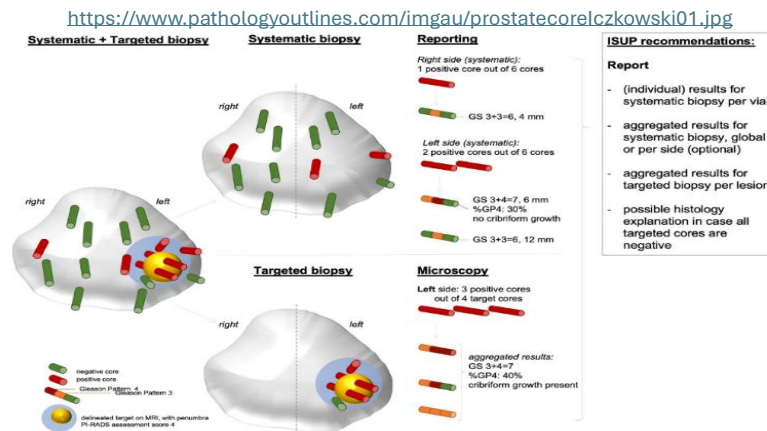 https://www.pathologyoutlines.com/imgau/prostatecoreIczkowski01.jpg
Systematic + Targeted biopsy
Systematic biopsy
Reporting
right
left
Right side (systematic):
1 positive core out of 6 cores
GS 3+3=6, 4 mm
Left side (systematic):
2 positive cores out of 6 cores
GS 3+4=7, 6 mm
%GP4: 30%
no cribriform growth
GS 3+3=6, 12 mm
right
left
Targeted biopsy
right
left
Microscopy
Left side: 3 positive cores
out of 4 target cores
aggregated results:
GS 3+4=7
%GP4: 40%
cribriform growth present
negative core
positive core
Gleason Pattern 4
Gleason Pattern 3
delineated target on MRI, with penumbra
PI-RADS assessment score 4
ISUP recommendations:
Report
- (individual) results for
systematic biopsy per vial
- aggregated results for
systematic biopsy, global
or per side (optional)
- aggregated results for
targeted biopsy per lesion
- possible histology
explanation in case all
targeted cores are
negative